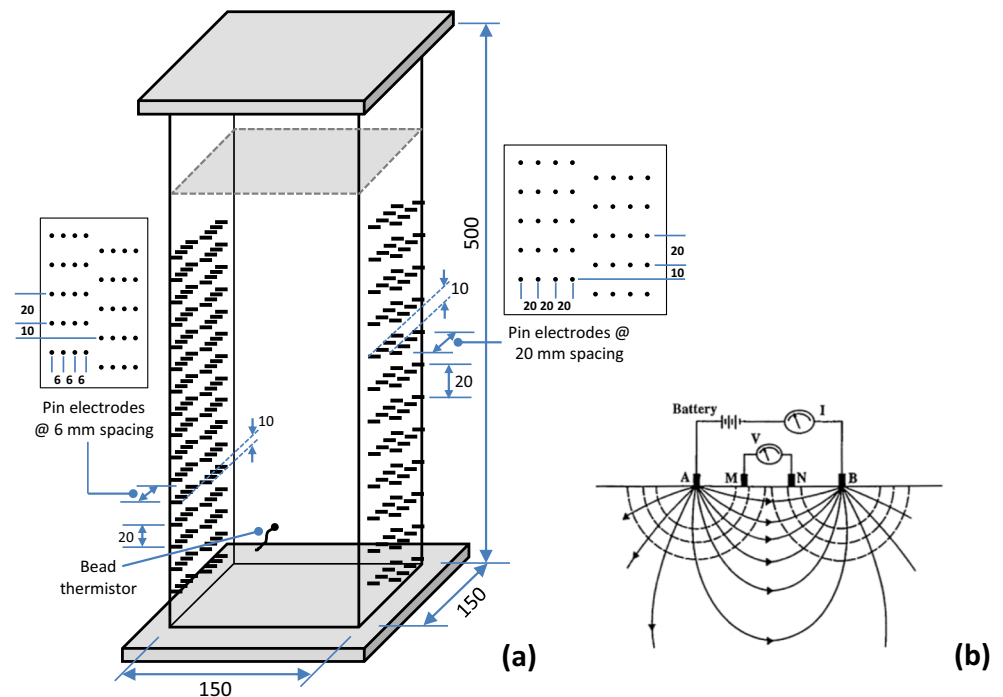 500
10
20
10
20 20 20
Pin electrodes @
20 mm spacing
10
20
20
10
6 6 6
Pin electrodes
@ 6 mm spacing
10
20
Bead
thermistor
150
150
(a)
Battery
I
V
A
M
N
B
(b)